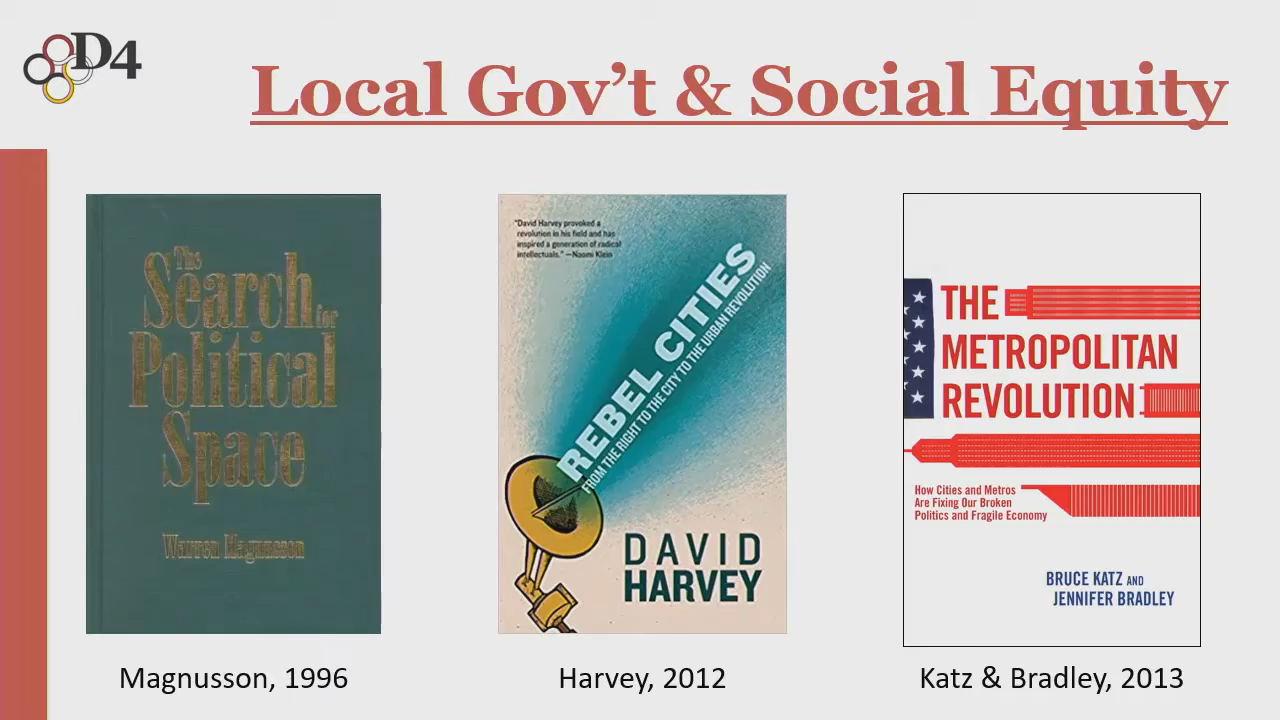 D4
Local Gov’t & Social Equity
The
Search for
Political
Space
Warren Magnusson
"David Harvey provoked a
revolution in his field and has
inspired a generation of radical
intellectuals." —Naomi Klein
REBEL CITIES
FROM THE RIGHT TO THE CITY TO THE URBAN REVOLUTION
DAVID
HARVEY
THE
METROPOLITAN
REVOLUTION
How Cities and Metros
Are Fixing Our Broken
Politics and Fragile Economy
BRUCE KATZ AND
JENNIFER BRADLEY
Magnusson, 1996
Harvey, 2012
Katz & Bradley, 2013